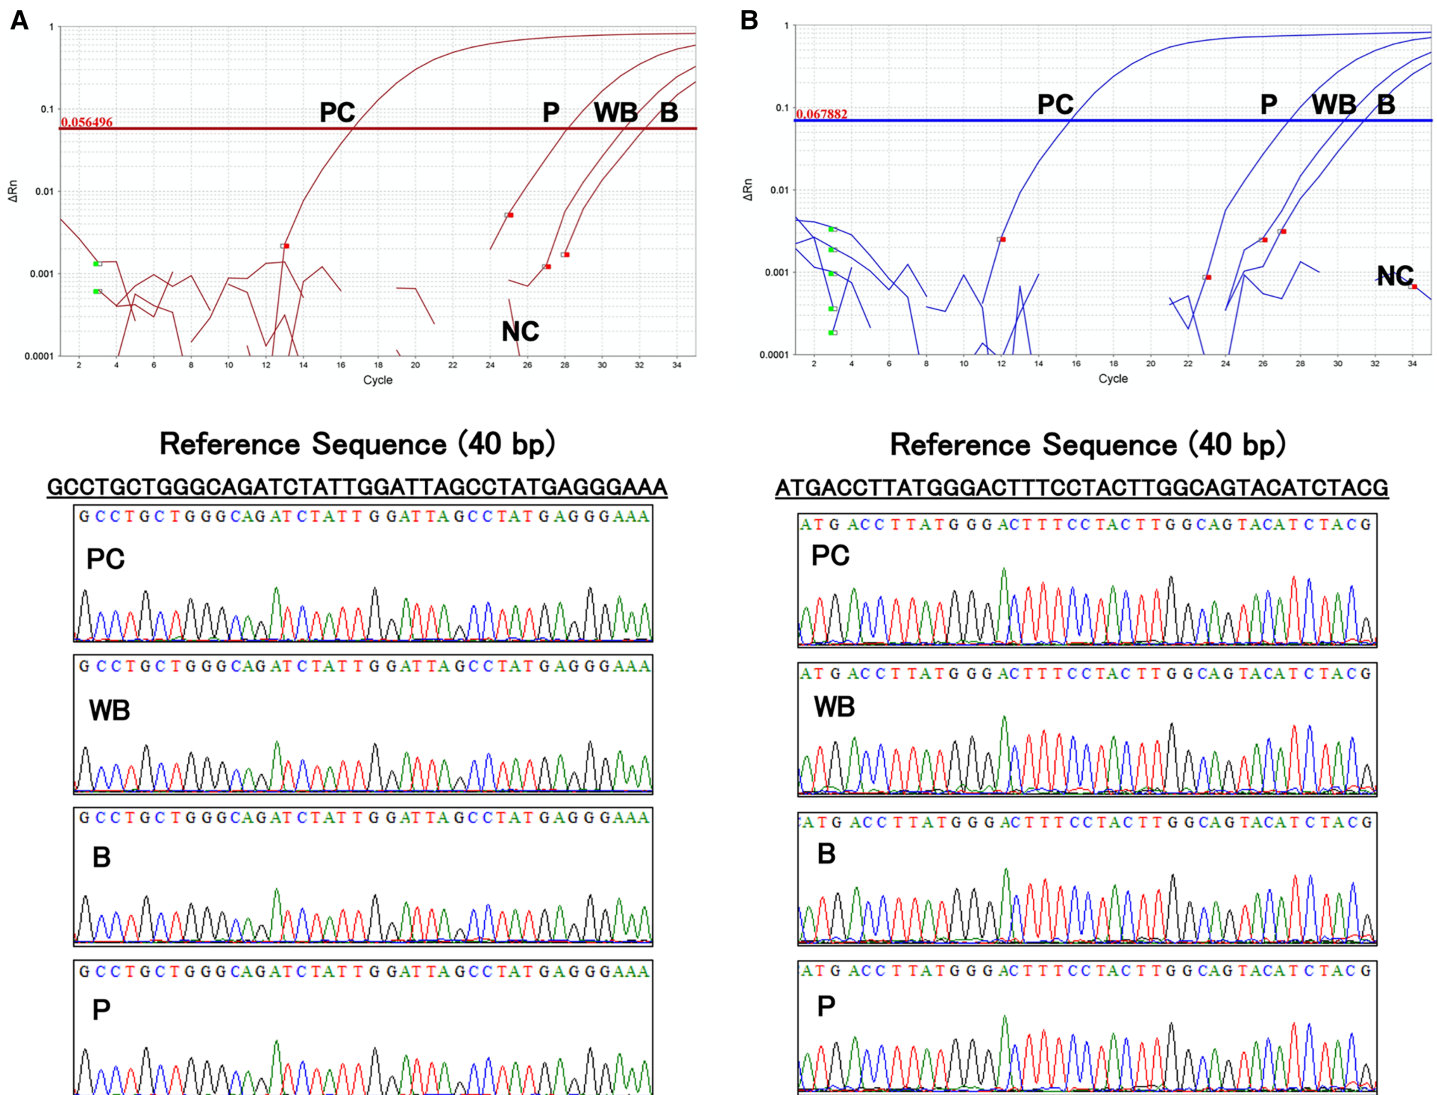 A
1
0.1
0.01
0.001
0.0001
ΔRn
0.056496
PC
P
WB
B
NC
2 4 6 8 10 12 14 16 18 20 22 24 26 28 30 32 34
Cycle
Reference Sequence (40 bp)
GCCTGCTGGGCAGATCTATTGGATTAGCCTATGAGGGAAA
GCCTGCTGGGCAGATCTATTGGATTAGCCTATGAGGGAAA
PC
GCCTGCTGGGCAGATCTATTGGATTAGCCTATGAGGGAAA
WB
GCCTGCTGGGCAGATCTATTGGATTAGCCTATGAGGGAAA
B
GCCTGCTGGGCAGATCTATTGGATTAGCCTATGAGGGAAA
P
B
1
0.1
0.01
0.001
0.0001
ΔRn
0.067882
PC
P
WB
B
NC
2 4 6 8 10 12 14 16 18 20 22 24 26 28 30 32 34
Cycle
Reference Sequence (40 bp)
ATGACCTTATGGGACTTTCCTACTTGGCAGTACATCTACG
ATGACCTTATGGGACTTTCCTACTTGGCAGTACATCTACG
PC
ATGACCTTATGGGACTTTCCTACTTGGCAGTACATCTACG
WB
ATGACCTTATGGGACTTTCCTACTTGGCAGTACATCTACG
B
ATGACCTTATGGGACTTTCCTACTTGGCAGTACATCTACG
P